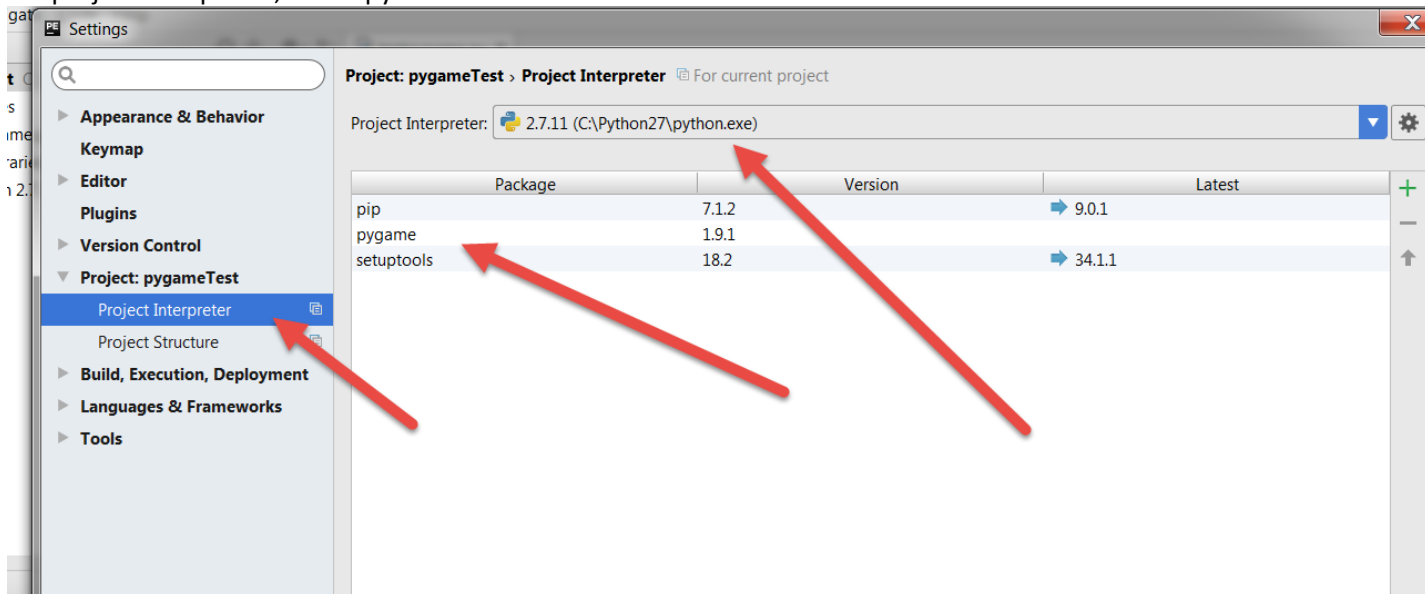 Settings
Project: pygameTest › Project Interpreter For current project
Project Interpreter: 2.7.11 (C:\Python27\python.exe)
Appearance & Behavior
Keymap
Editor
Plugins
Version Control
Project: pygameTest
Project Interpreter
Project Structure
Build, Execution, Deployment
Languages & Frameworks
Tools
Package Version Latest
pip 7.1.2 9.0.1
pygame 1.9.1
setuptools 18.2 34.1.1